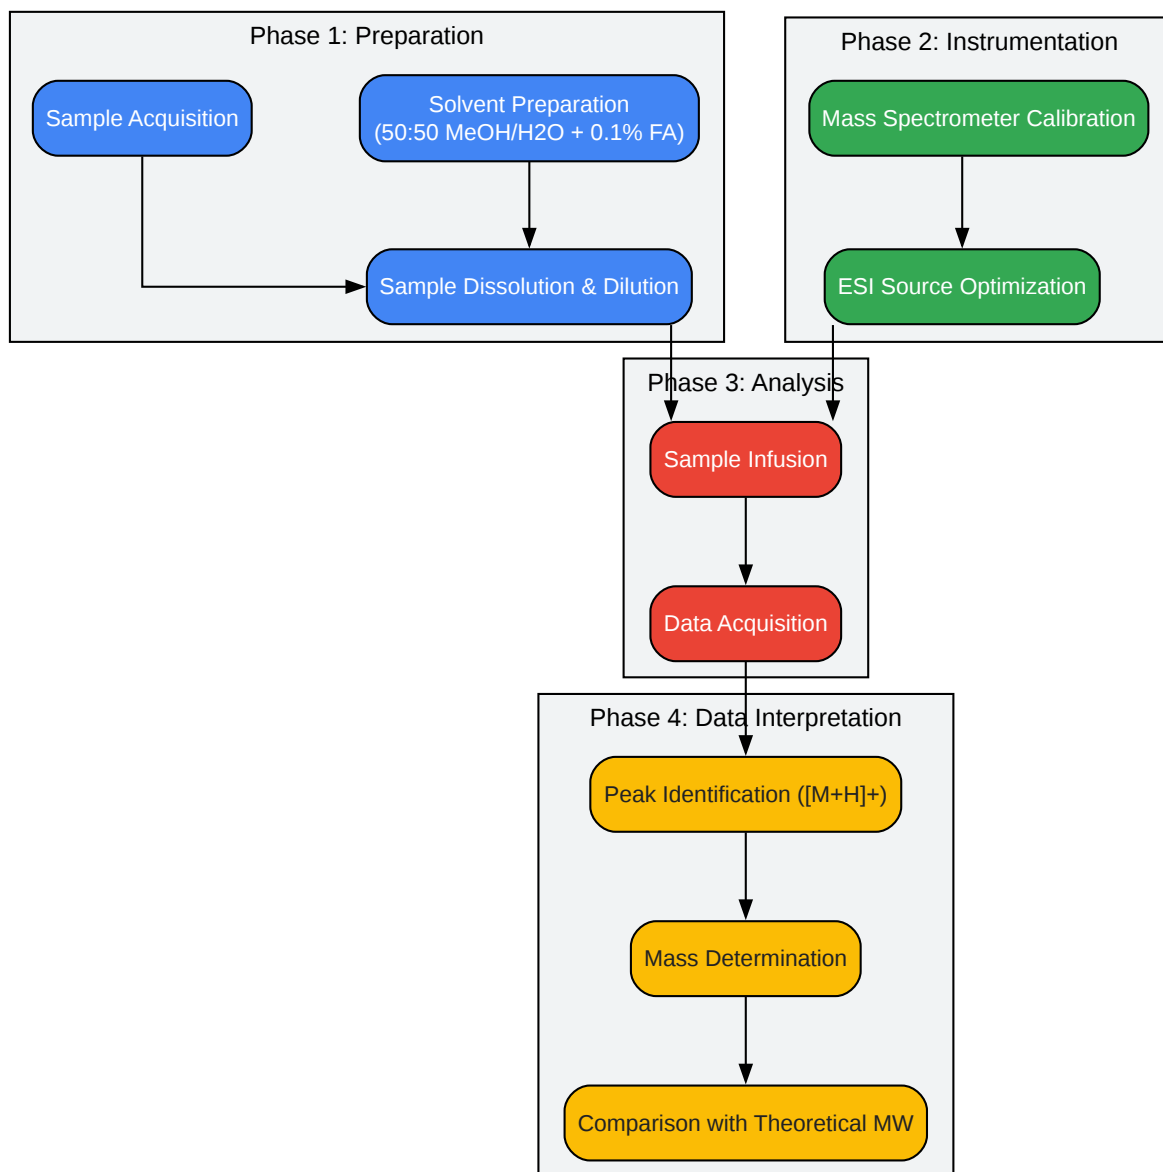 Phase 1: Preparation
Sample Acquisition
Solvent Preparation
(50:50 MeOH/H2O + 0.1% FA)
Sample Dissolution & Dilution
Phase 2: Instrumentation
Mass Spectrometer Calibration
ESI Source Optimization
Phase 3: Analysis
Sample Infusion
Data Acquisition
Phase 4: Data Interpretation
Peak Identification ([M+H]+)
Mass Determination
Comparison with Theoretical MW